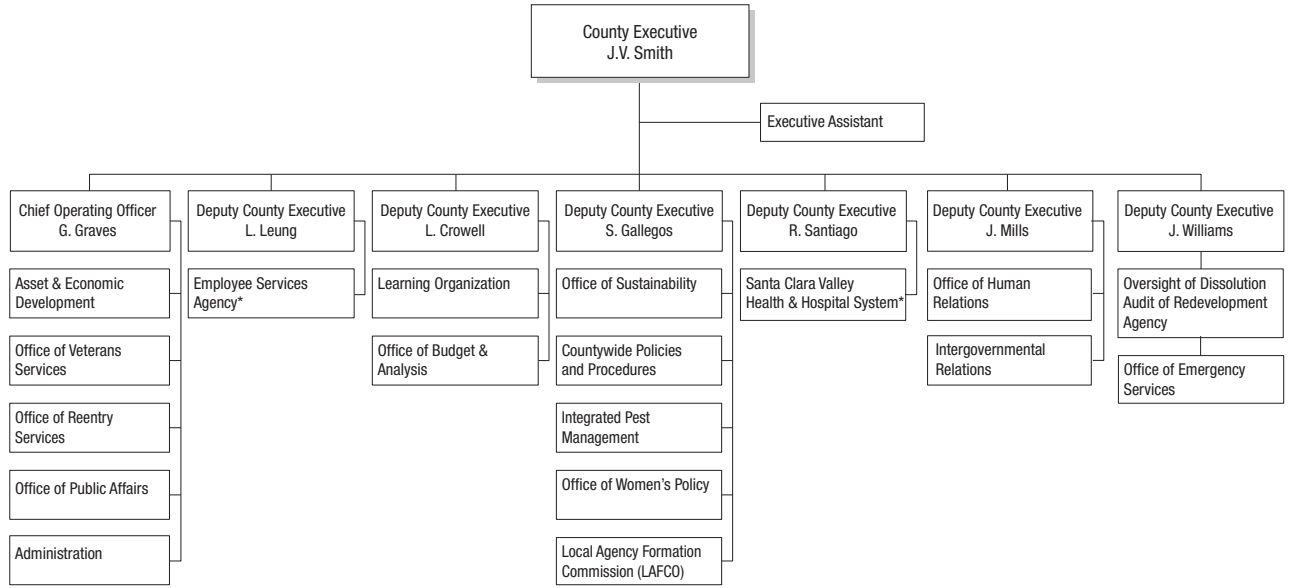 County Executive
J.V. Smith
Executive Assistant
Chief Operating Officer
G. Graves
Asset & Economic
Development
Office of Veterans
Services
Office of Reentry
Services
Office of Public Affairs
Administration
Deputy County Executive
L. Leung
Employee Services
Agency*
Deputy County Executive
L. Crowell
Learning Organization
Office of Budget &
Analysis
Deputy County Executive
S. Gallegos
Office of Sustainability
Countywide Policies
and Procedures
Integrated Pest
Management
Office of Women's Policy
Local Agency Formation
Commission (LAFCO)
Deputy County Executive
R. Santiago
Santa Clara Valley
Health & Hospital System*
Deputy County Executive
J. Mills
Office of Human
Relations
Intergovernmental
Relations
Deputy County Executive
J. Williams
Oversight of Dissolution
Audit of Redevelopment
Agency
Office of Emergency
Services